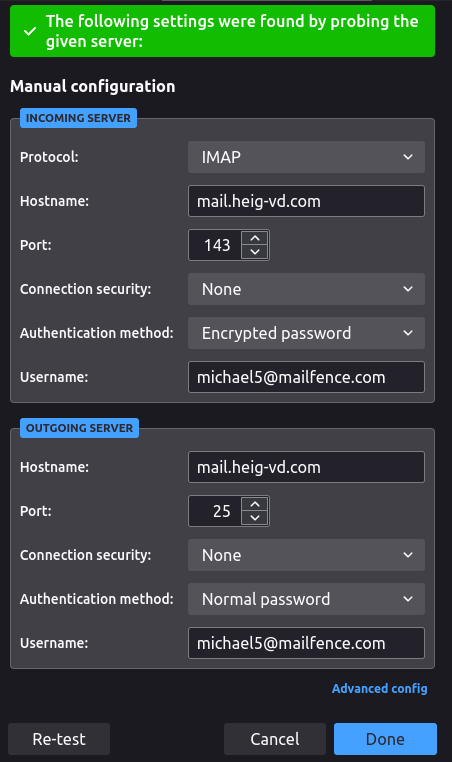 The following settings were found by probing the
given server:
Manual configuration
INCOMING SERVER
Protocol: IMAP
Hostname: mail.heig-vd.com
Port: 143
Connection security: None
Authentication method: Encrypted password
Username: michael5@mailfence.com
OUTGOING SERVER
Hostname: mail.heig-vd.com
Port: 25
Connection security: None
Authentication method: Normal password
Username: michael5@mailfence.com
Advanced config
Re-test Cancel Done